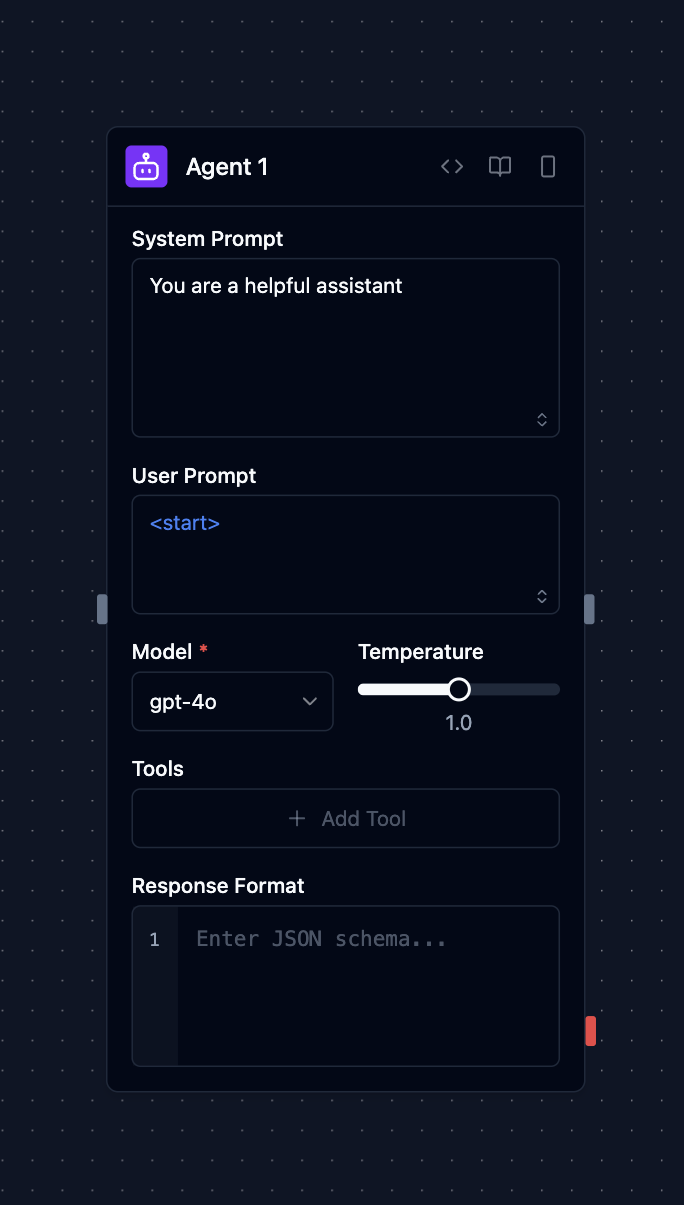 Agent 1
System Prompt
You are a helpful assistant
User Prompt
<start>
Model *
Temperature
gpt-4o
1.0
Tools
+ Add Tool
Response Format
1
Enter JSON schema...